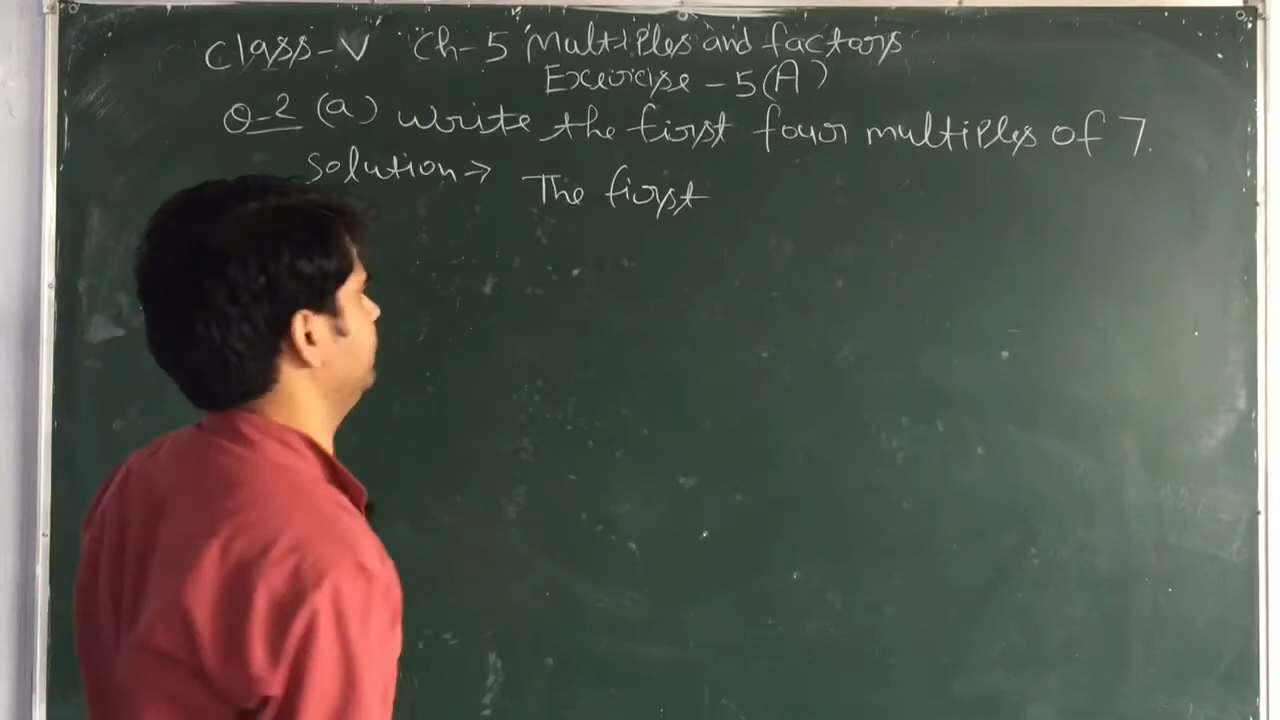 Class-V Ch-5 Multiples and factors
Exercise - 5(A)
Q-2 (a) Write the first four multiples of 7.
Solution → The first